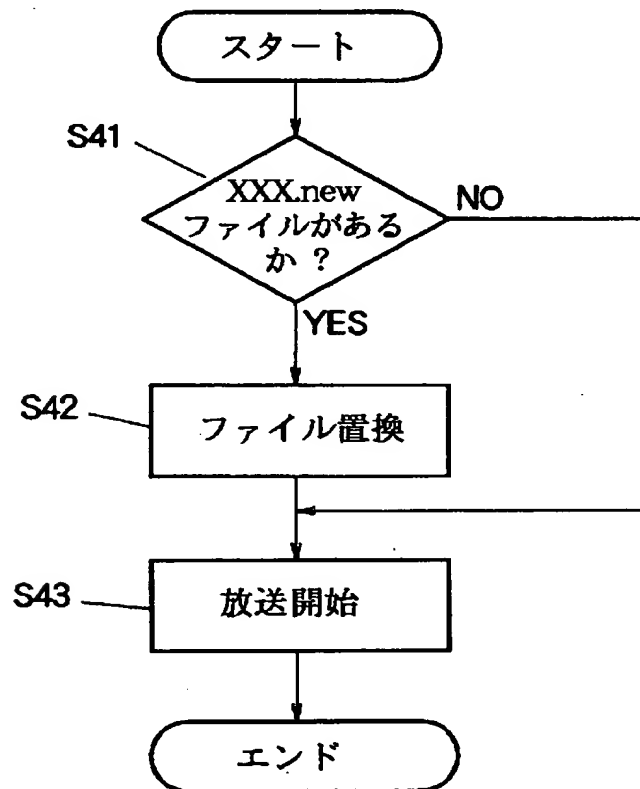 スタート
S41
XXX.new
ファイルがある
か ?
NO
YES
S42
ファイル置換
S43
放送開始
エンド